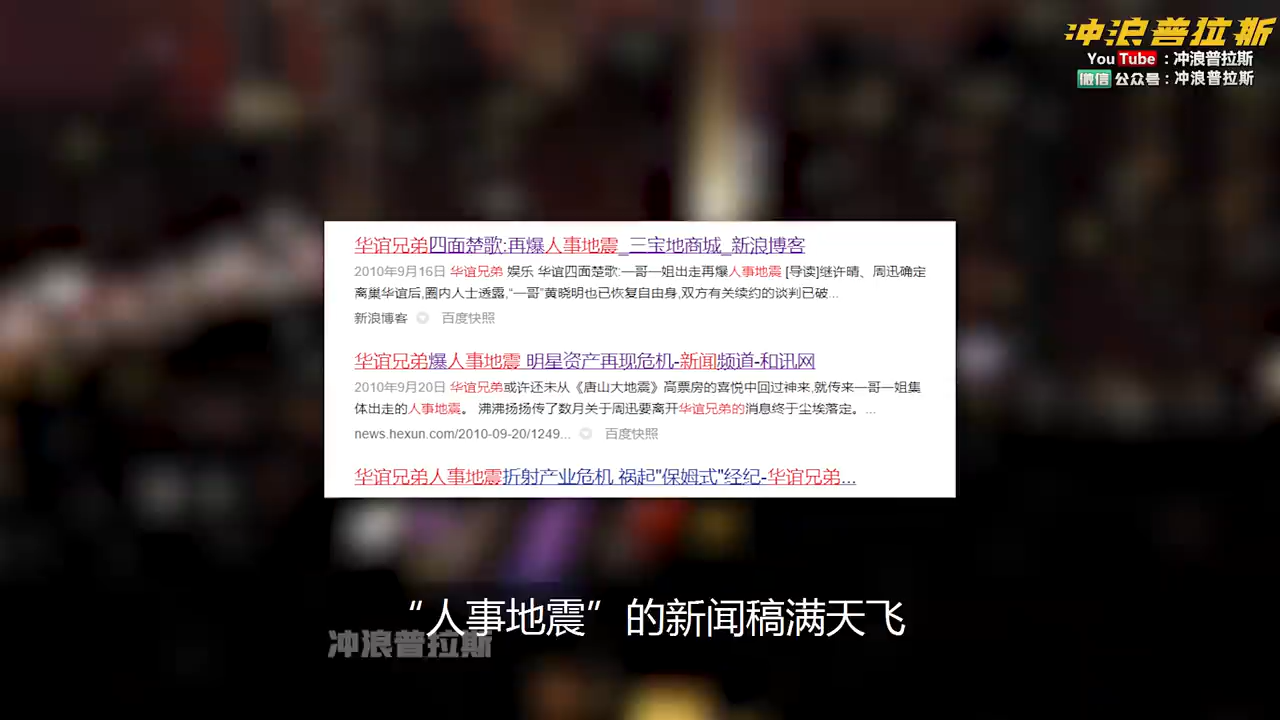 冲浪普拉斯
YouTube：冲浪普拉斯
微信公众号：冲浪普拉斯
华谊兄弟四面楚歌:再爆人事地震_三宝地商城_新浪博客
2010年9月16日 华谊兄弟 娱乐 华谊四面楚歌:一哥一姐出走再爆人事地震 [导读]继许晴、周迅确定
离巢华谊后,圈内人士透露,“一哥”黄晓明也已恢复自由身,双方有关续约的谈判已破...
新浪博客 百度快照
华谊兄弟爆人事地震 明星资产再现危机-新闻频道-和讯网
2010年9月20日 华谊兄弟或许还未从《唐山大地震》高票房的喜悦中回过神来,就传来一哥一姐集
体出走的人事地震。 沸沸扬扬传了数月关于周迅要离开华谊兄弟的消息终于尘埃落定。...
news.hexun.com/2010-09-20/1249... 百度快照
华谊兄弟人事地震折射产业危机 祸起"保姆式"经纪-华谊兄弟...
“人事地震”的新闻稿满天飞
冲浪普拉斯